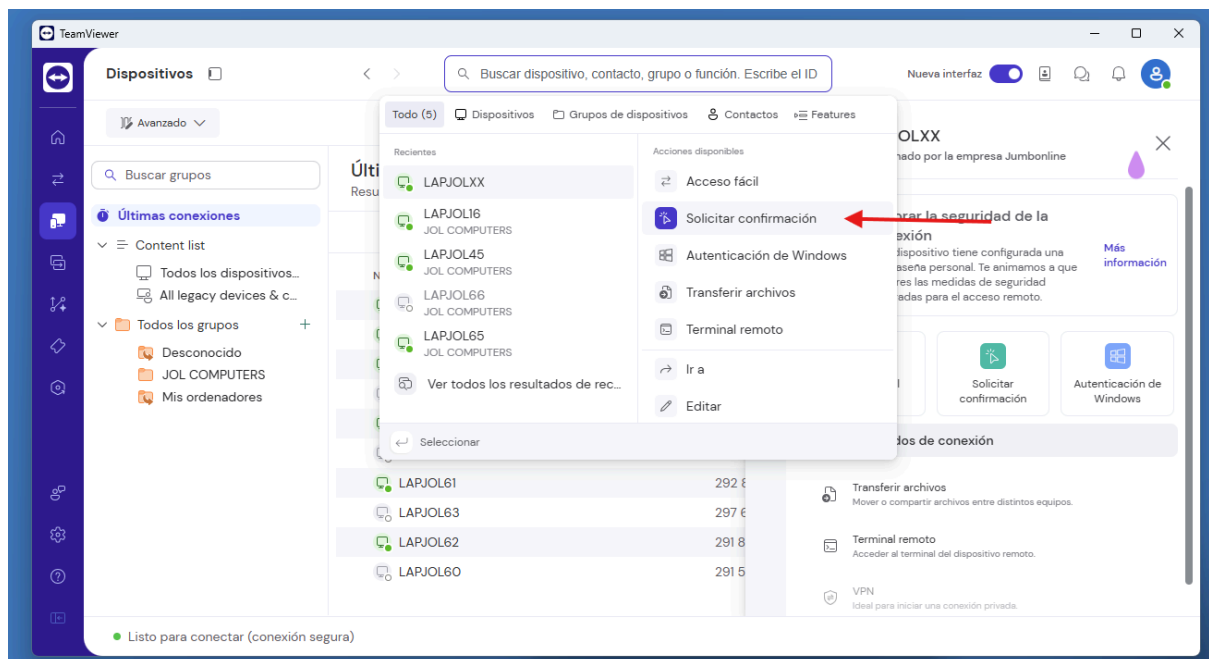 TeamViewer
Dispositivos
Buscar dispositivo, contacto, grupo o función. Escribe el ID
Nueva interfaz
Avanzado
Buscar grupos
Últimas conexiones
Content list
Todos los dispositivos...
All legacy devices & c...
Todos los grupos
Desconocido
JOL COMPUTERS
Mis ordenadores
Últi
Resu
N
Todo (5)
Dispositivos
Grupos de dispositivos
Contactos
Features
Recientes
LAPJOLXX
LAPJOL16
JOL COMPUTERS
LAPJOL45
JOL COMPUTERS
LAPJOL66
JOL COMPUTERS
LAPJOL65
JOL COMPUTERS
Ver todos los resultados de rec...
Acciones disponibles
Acceso fácil
Solicitar confirmación
Autenticación de Windows
Transferir archivos
Terminal remoto
Ir a
Editar
Seleccionar
LAPJOL61 292 8
LAPJOL63 297 6
LAPJOL62 291 8
LAPJOL60 291 5
OLXX
nado por la empresa Jumbonline
orar la seguridad de la
exión
dispositivo tiene configurada una
aseña personal. Te animamos a que
res las medidas de seguridad
adas para el acceso remoto.
Más
información
Solicitar
confirmación
Autenticación de
Windows
dos de conexión
Transferir archivos
Mover o compartir archivos entre distintos equipos.
Terminal remoto
Acceder al terminal del dispositivo remoto.
VPN
Ideal para iniciar una conexión privada.
Listo para conectar (conexión segura)